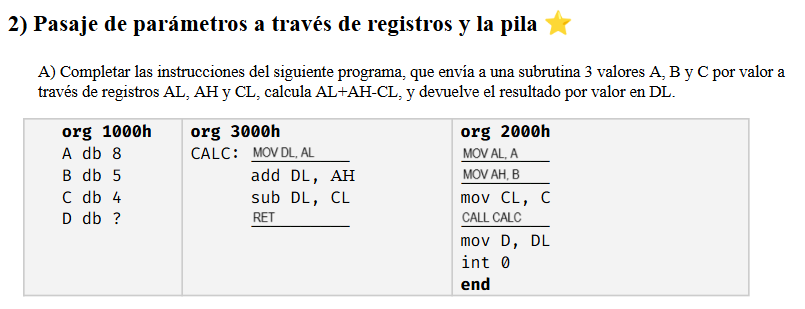 2) Pasaje de parámetros a través de registros y la pila ⭐
A) Completar las instrucciones del siguiente programa, que envía a una subrutina 3 valores A, B y C por valor a
través de registros AL, AH y CL, calcula AL+AH-CL, y devuelve el resultado por valor en DL.
org 1000h
A db 8
B db 5
C db 4
D db ?
org 3000h
CALC: MOV DL, AL
add DL, AH
sub DL, CL
RET
org 2000h
MOV AL, A
MOV AH, B
mov CL, C
CALL CALC
mov D, DL
int 0
end